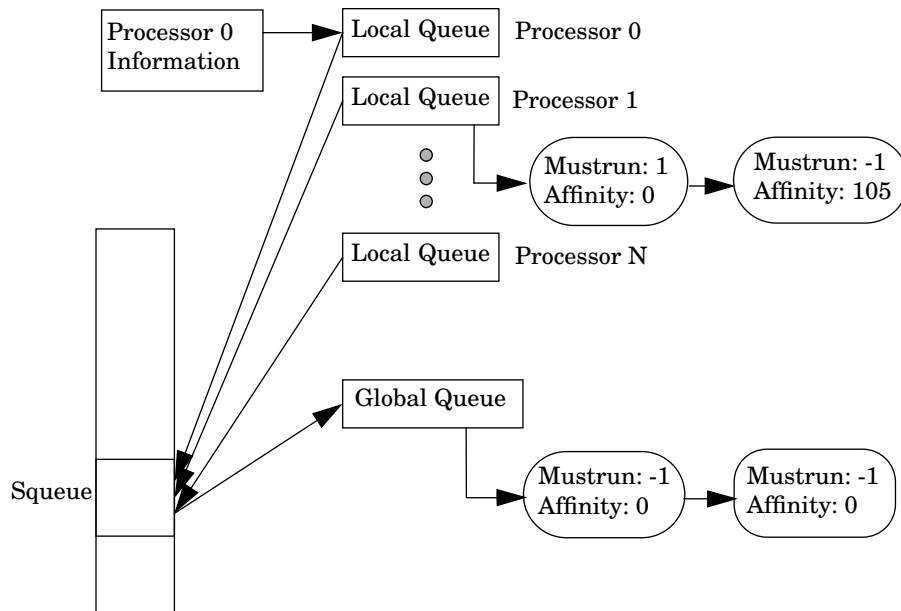 Processor 0
Information
Local Queue
Processor 0
Local Queue
Processor 1
Mustrun: 1
Affinity: 0
Mustrun: -1
Affinity: 105
Local Queue
Processor N
Global Queue
Squeue
Mustrun: -1
Affinity: 0
Mustrun: -1
Affinity: 0